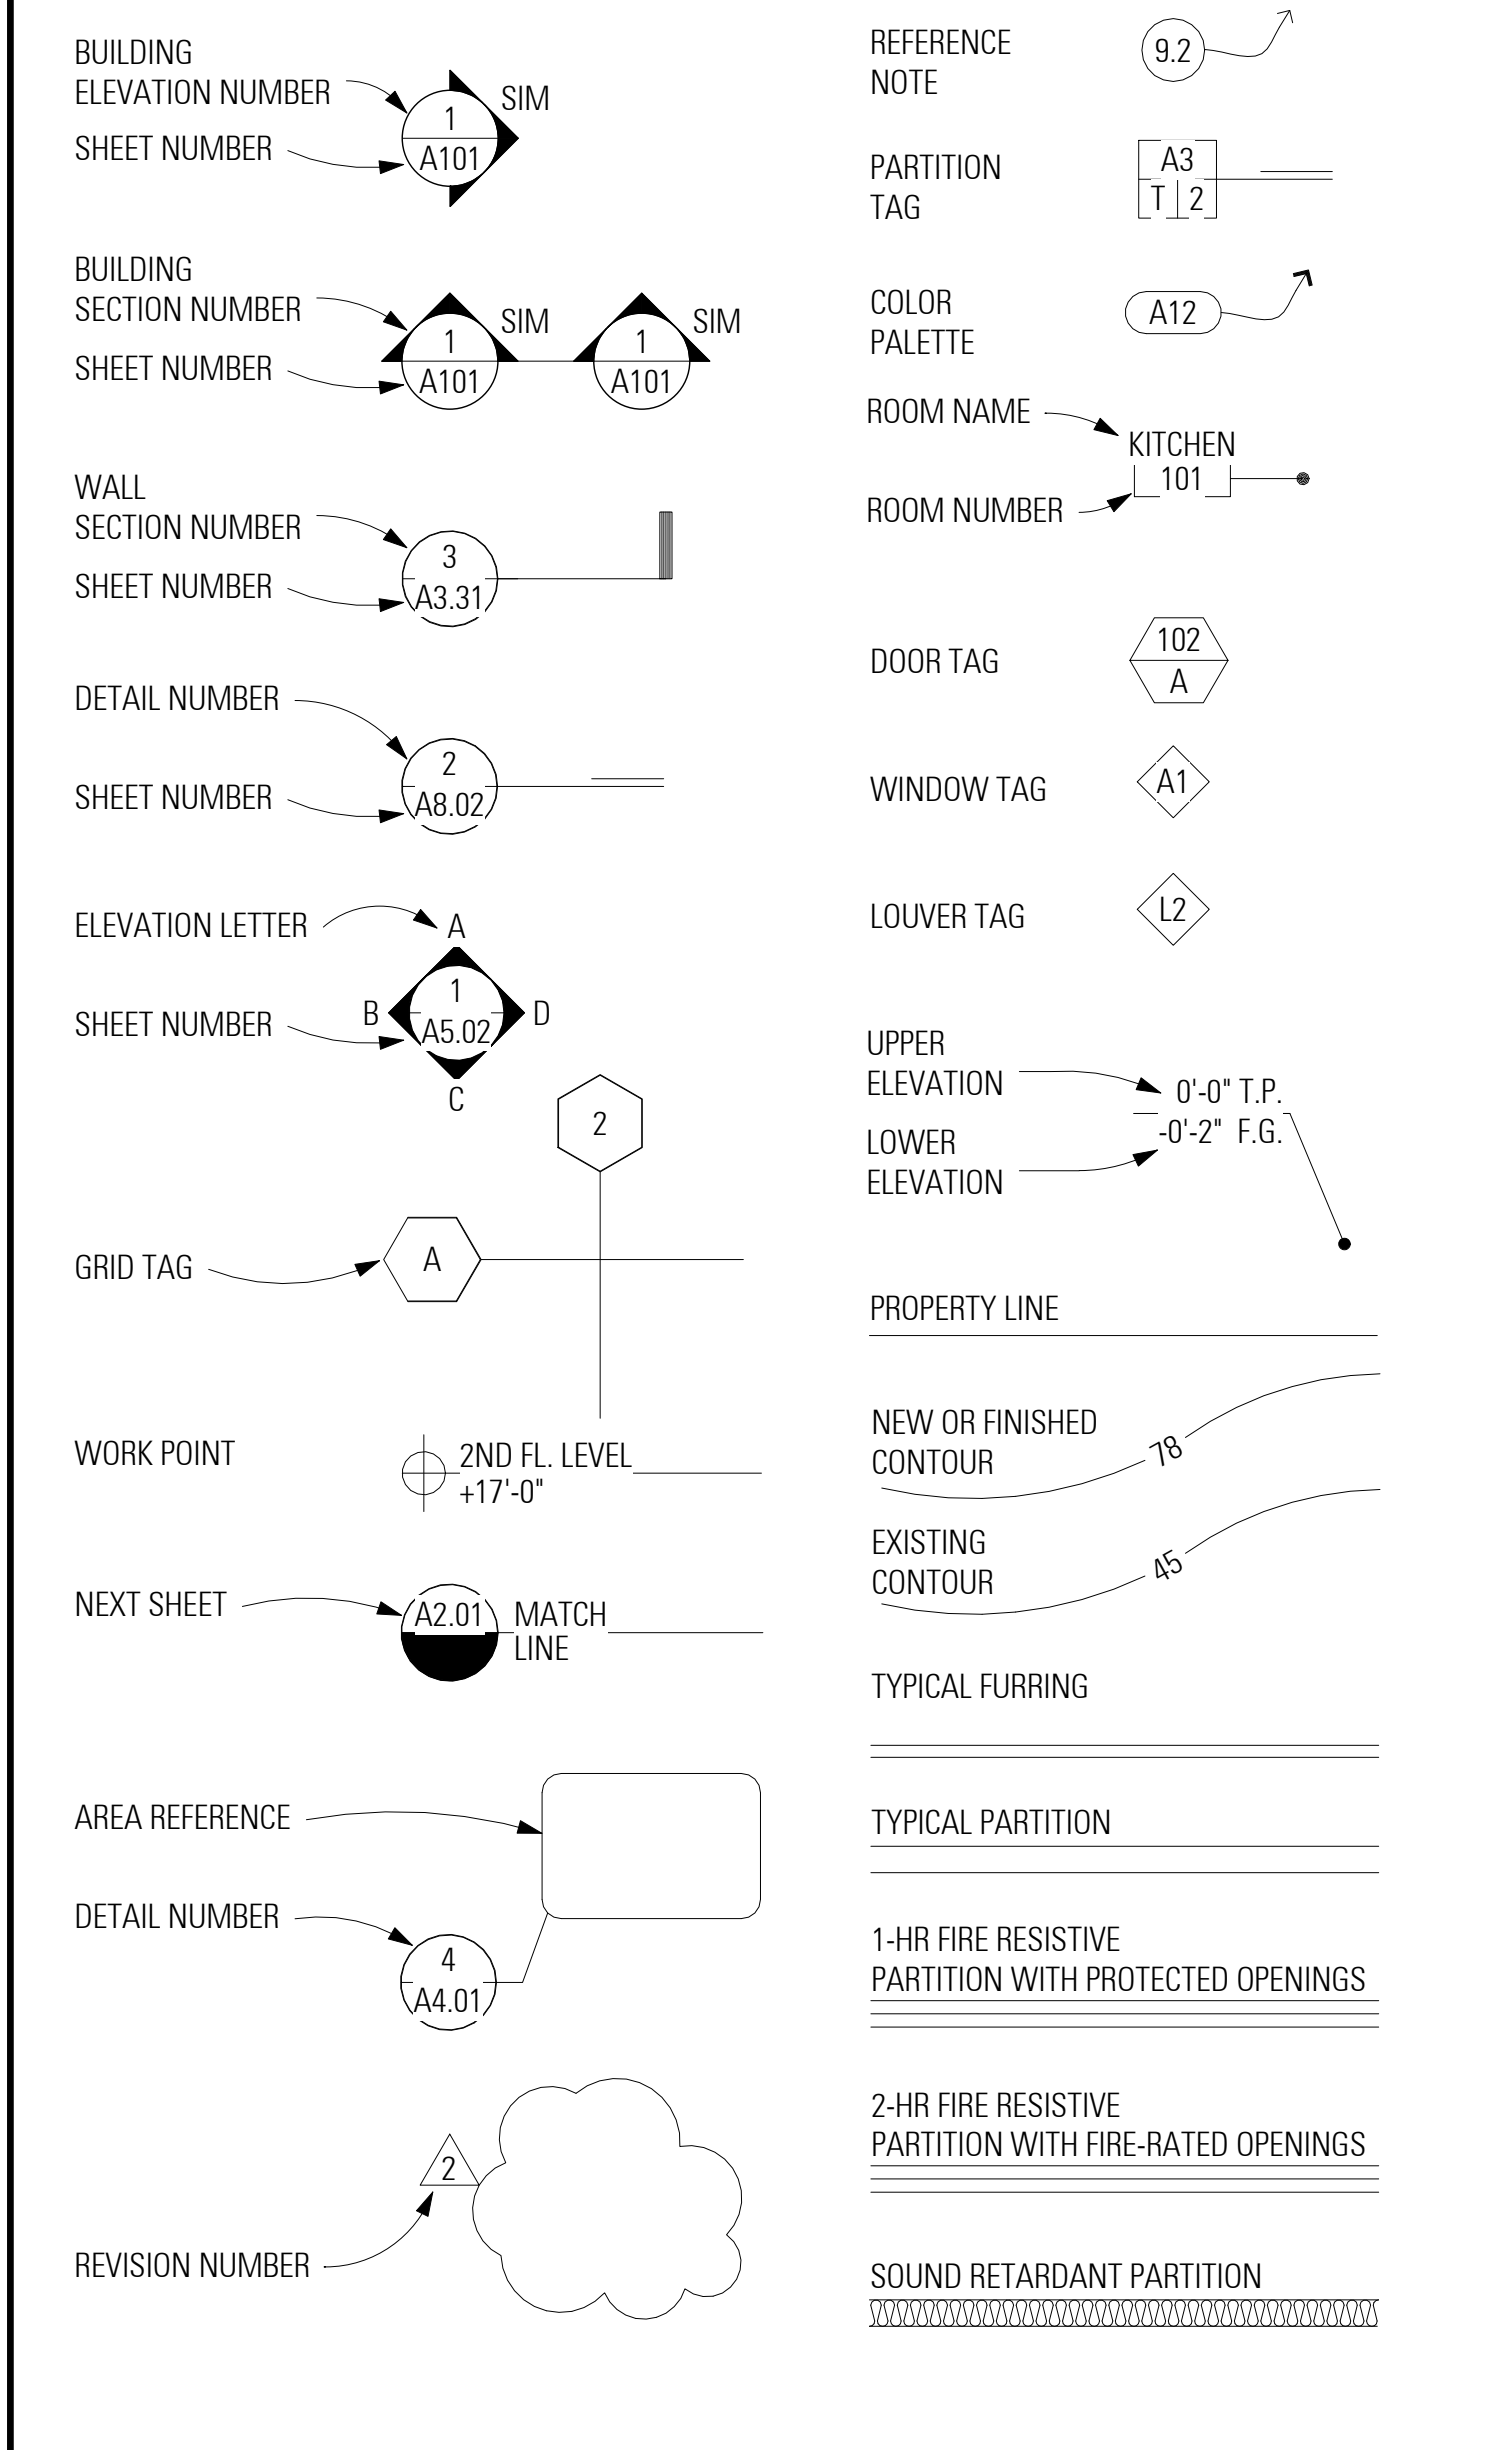 BUILDING
ELEVATION NUMBER
SHEET NUMBER
1
A101
SIM
BUILDING
SECTION NUMBER
SHEET NUMBER
1
A101
SIM
1
A101
SIM
WALL
SECTION NUMBER
SHEET NUMBER
3
A3.31
DETAIL NUMBER
SHEET NUMBER
2
A8.02
ELEVATION LETTER
SHEET NUMBER
A
B
1
A5.02
D
C
2
GRID TAG
A
WORK POINT
2ND FL. LEVEL
+17'-0"
NEXT SHEET
A2.01
MATCH
LINE
AREA REFERENCE
DETAIL NUMBER
4
A4.01
2
REVISION NUMBER
REFERENCE
NOTE
9.2
PARTITION
TAG
A3
T 2
COLOR
PALETTE
A12
ROOM NAME
KITCHEN
101
ROOM NUMBER
DOOR TAG
102
A
WINDOW TAG
A1
LOUVER TAG
L2
UPPER
ELEVATION
0'-0" T.P.
-0'-2" F.G.
LOWER
ELEVATION
PROPERTY LINE
NEW OR FINISHED
CONTOUR
78
EXISTING
CONTOUR
45
TYPICAL FURRING
TYPICAL PARTITION
1-HR FIRE RESISTIVE
PARTITION WITH PROTECTED OPENINGS
2-HR FIRE RESISTIVE
PARTITION WITH FIRE-RATED OPENINGS
SOUND RETARDANT PARTITION